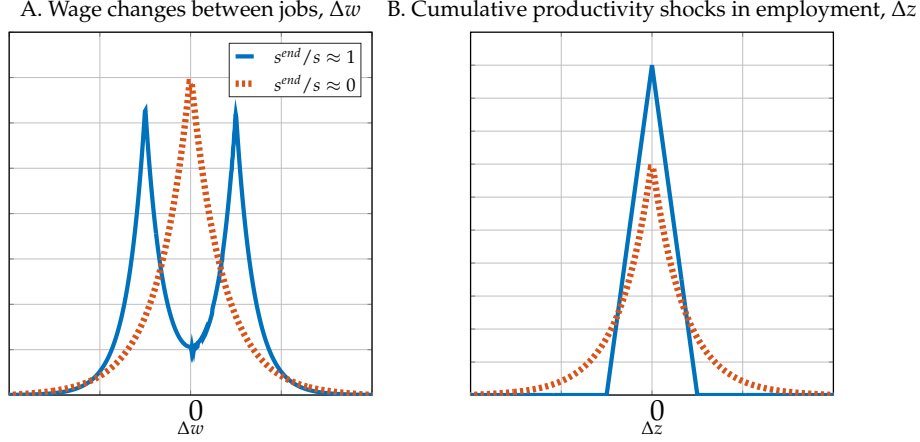 A. Wage changes between jobs, Δw
B. Cumulative productivity shocks in employment, Δz
s^{end}/s ≈ 1
s^{end}/s ≈ 0
0
Δw
0
Δz